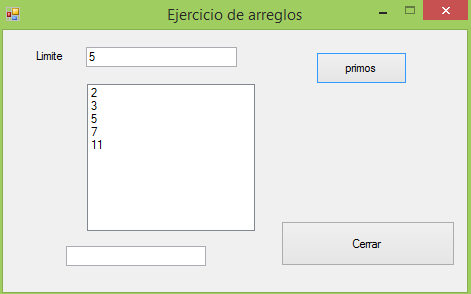 Ejercicio de arreglos
Limite 5 primos
2
3
5
7
11
Cerrar